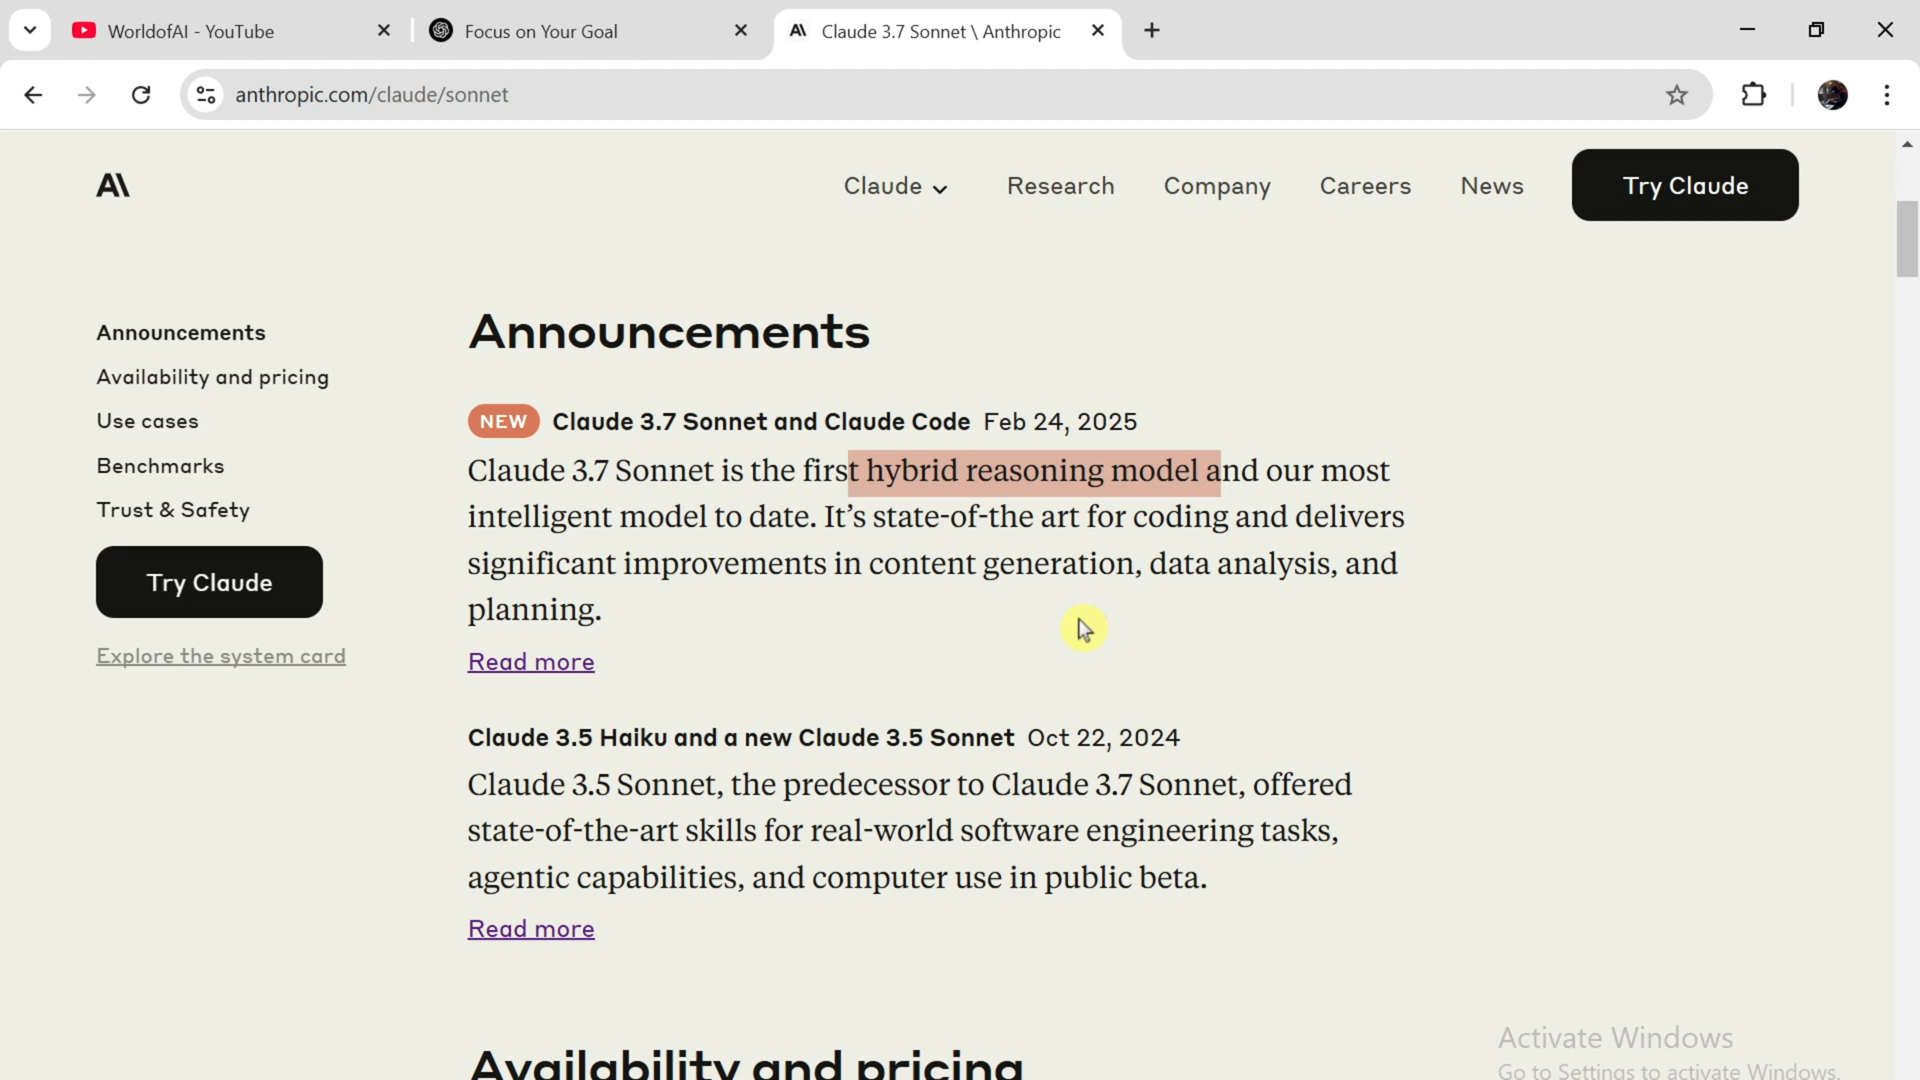 WorldofAI - YouTube
Focus on Your Goal
Claude 3.7 Sonnet \ Anthropic
anthropic.com/claude/sonnet
Claude
Research
Company
Careers
News
Try Claude
Announcements
Availability and pricing
Use cases
Benchmarks
Trust & Safety
Try Claude
Explore the system card
Announcements
NEW Claude 3.7 Sonnet and Claude Code Feb 24, 2025
Claude 3.7 Sonnet is the first hybrid reasoning model and our most
intelligent model to date. It’s state-of-the art for coding and delivers
significant improvements in content generation, data analysis, and
planning.
Read more
Claude 3.5 Haiku and a new Claude 3.5 Sonnet Oct 22, 2024
Claude 3.5 Sonnet, the predecessor to Claude 3.7 Sonnet, offered
state-of-the-art skills for real-world software engineering tasks,
agentic capabilities, and computer use in public beta.
Read more
Availability and pricing
Activate Windows
Go to Settings to activate Windows.